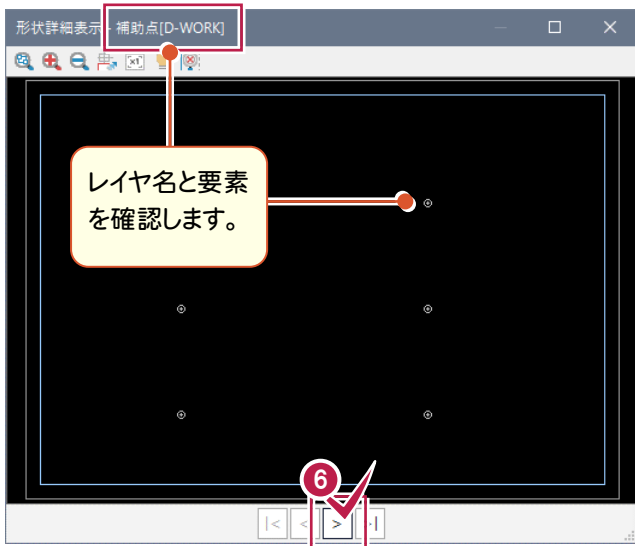 形状詳細表示 - 補助点[D-WORK]
×1
レイヤ名と要素
を確認します。
6
|< < > >|